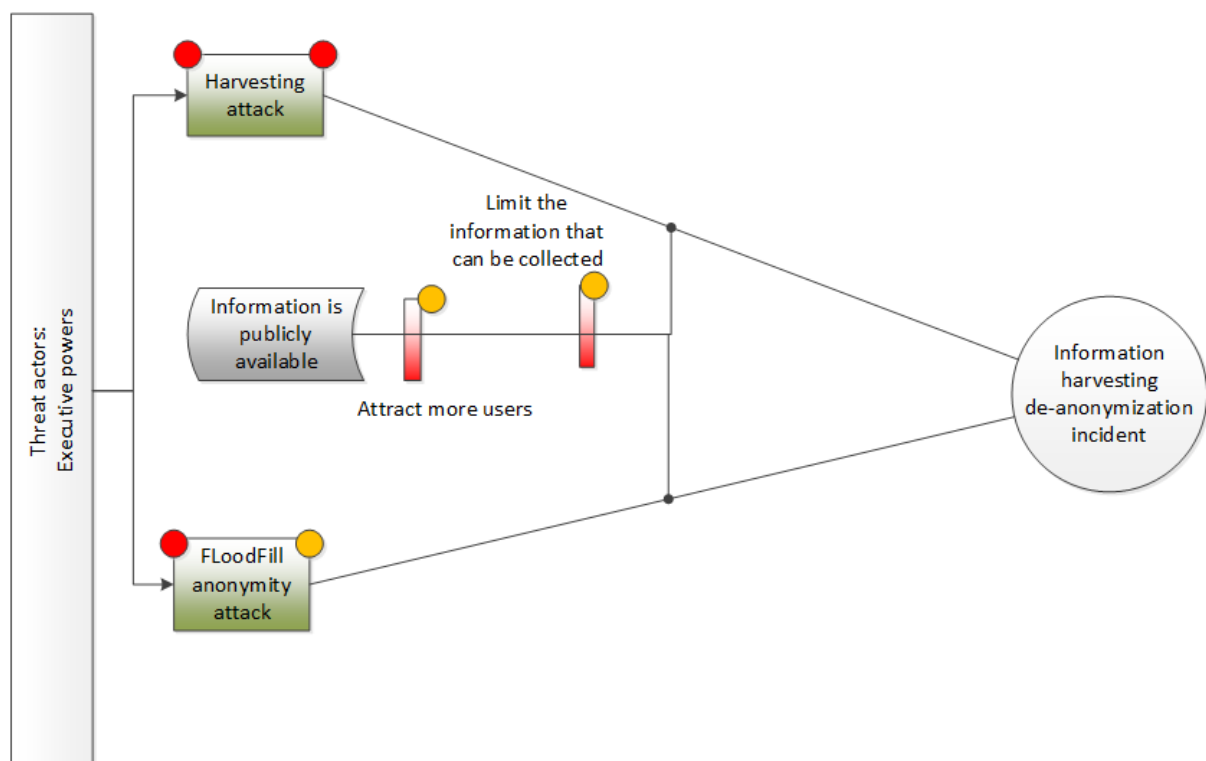 Threat actors:
Executive powers
Harvesting
attack
Limit the
information that
can be collected
Information is
publicly
available
Attract more users
Information
harvesting
de-anonymization
incident
FLoodFill
anonymity
attack